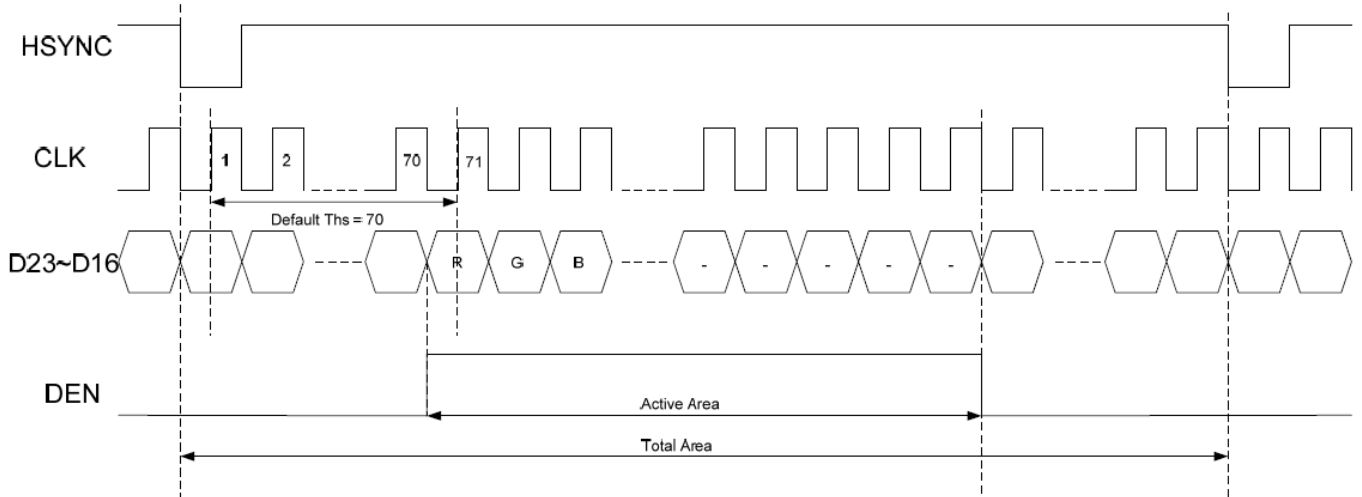 HSYNC
CLK
1 2 70 71
Default Ths = 70
D23~D16
R G B - - - - -
DEN
Active Area
Total Area